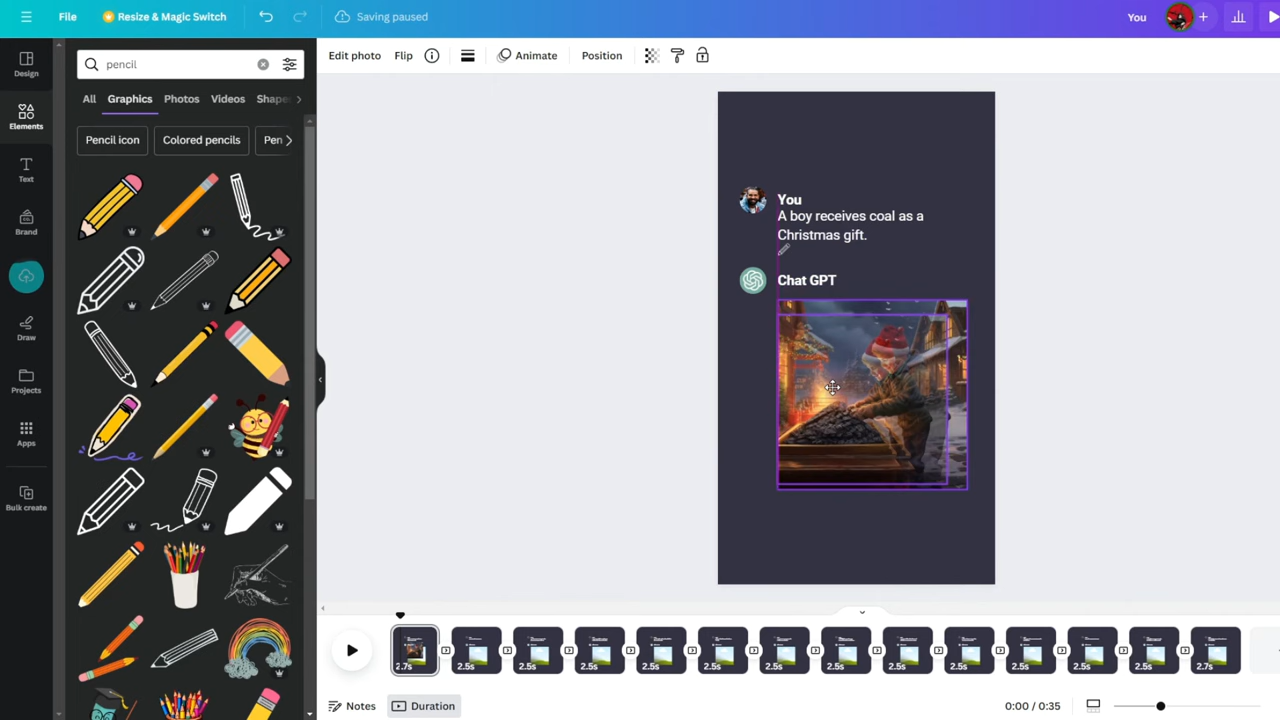 File
Resize & Magic Switch
Saving paused
You
Design
Elements
Text
Brand
Draw
Projects
Apps
Bulk create
pencil
All
Graphics
Photos
Videos
Shape
Pencil icon
Colored pencils
Pen
Edit photo
Flip
Animate
Position
You
A boy receives coal as a
Christmas gift.
Chat GPT
2.7s
2.5s
2.5s
2.5s
2.5s
2.5s
2.5s
2.5s
2.5s
2.5s
2.5s
2.5s
2.5s
2.7s
Notes
Duration
0:00 / 0:35